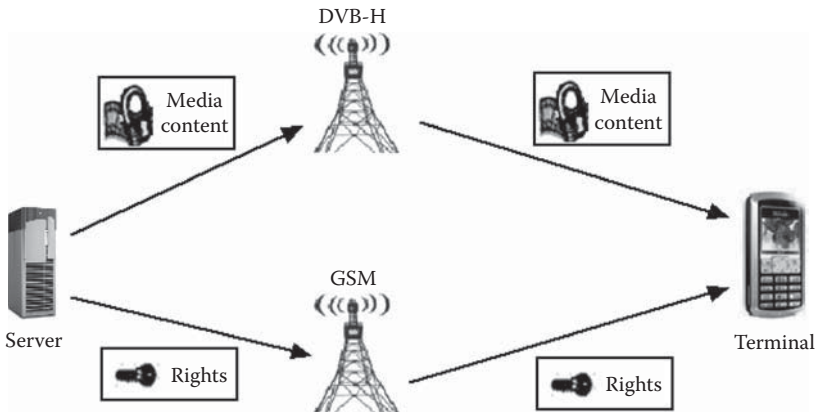 DVB-H
Media
content
Media
content
GSM
Server
Terminal
Rights
Rights